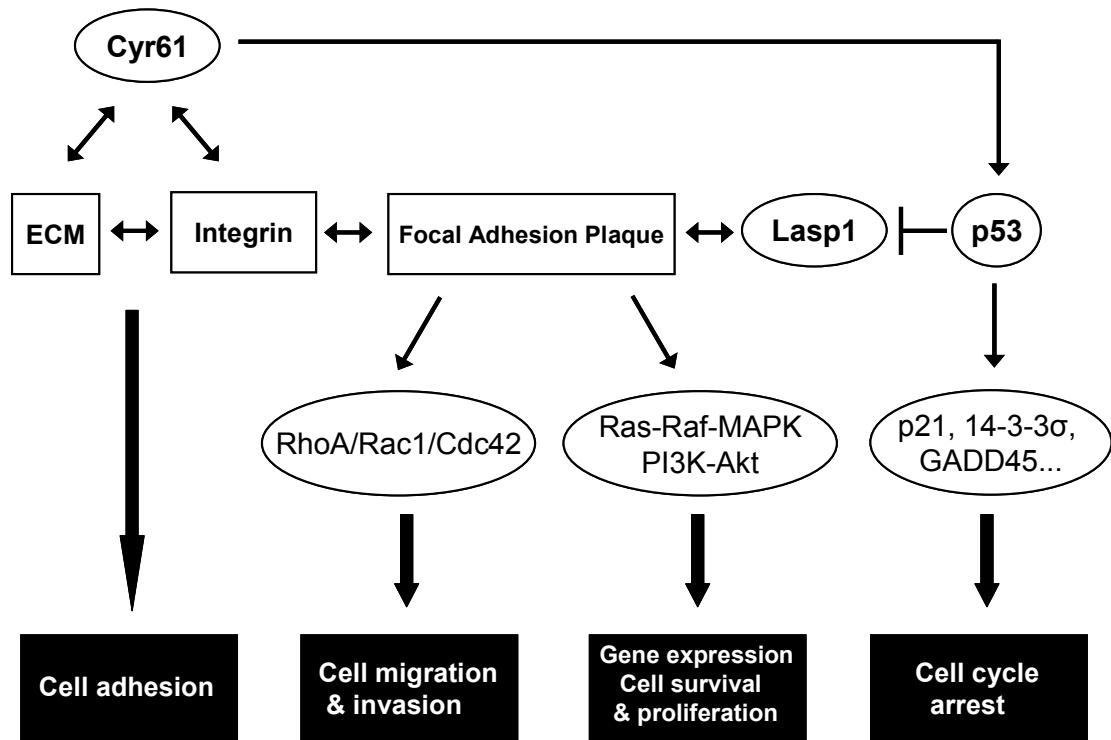 Cyr61
ECM
Integrin
Focal Adhesion Plaque
Lasp1
p53
RhoA/Rac1/Cdc42
Ras-Raf-MAPK
PI3K-Akt
p21, 14-3-3σ,
GADD45...
Cell adhesion
Cell migration
& invasion
Gene expression
Cell survival
& proliferation
Cell cycle
arrest